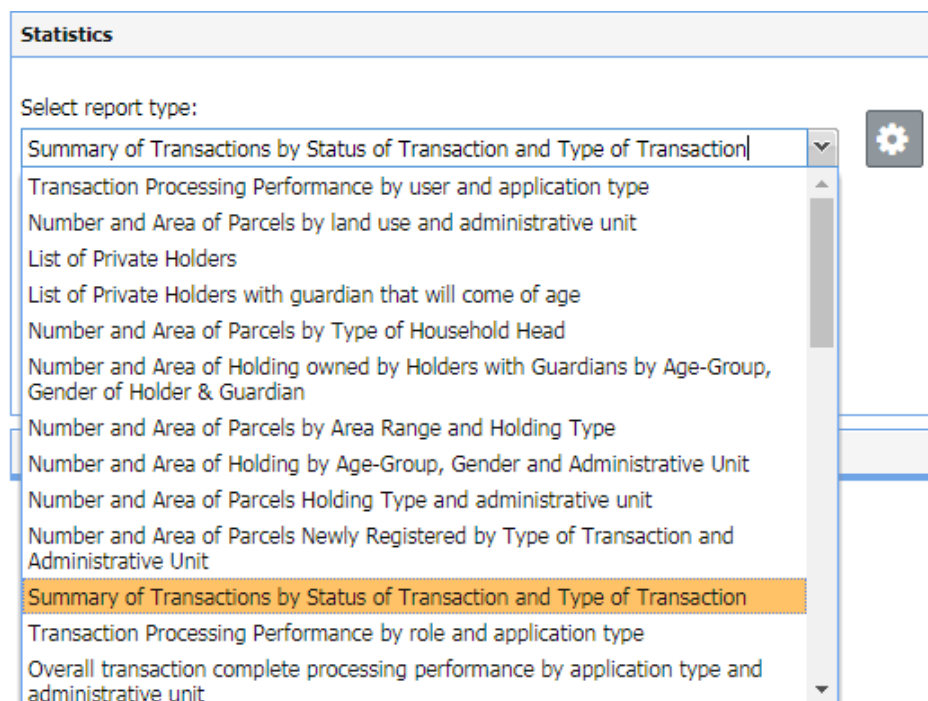 Statistics
Select report type:
Summary of Transactions by Status of Transaction and Type of Transaction
Transaction Processing Performance by user and application type
Number and Area of Parcels by land use and administrative unit
List of Private Holders
List of Private Holders with guardian that will come of age
Number and Area of Parcels by Type of Household Head
Number and Area of Holding owned by Holders with Guardians by Age-Group,
Gender of Holder & Guardian
Number and Area of Parcels by Area Range and Holding Type
Number and Area of Holding by Age-Group, Gender and Administrative Unit
Number and Area of Parcels Holding Type and administrative unit
Number and Area of Parcels Newly Registered by Type of Transaction and
Administrative Unit
Summary of Transactions by Status of Transaction and Type of Transaction
Transaction Processing Performance by role and application type
Overall transaction complete processing performance by application type and
administrative unit